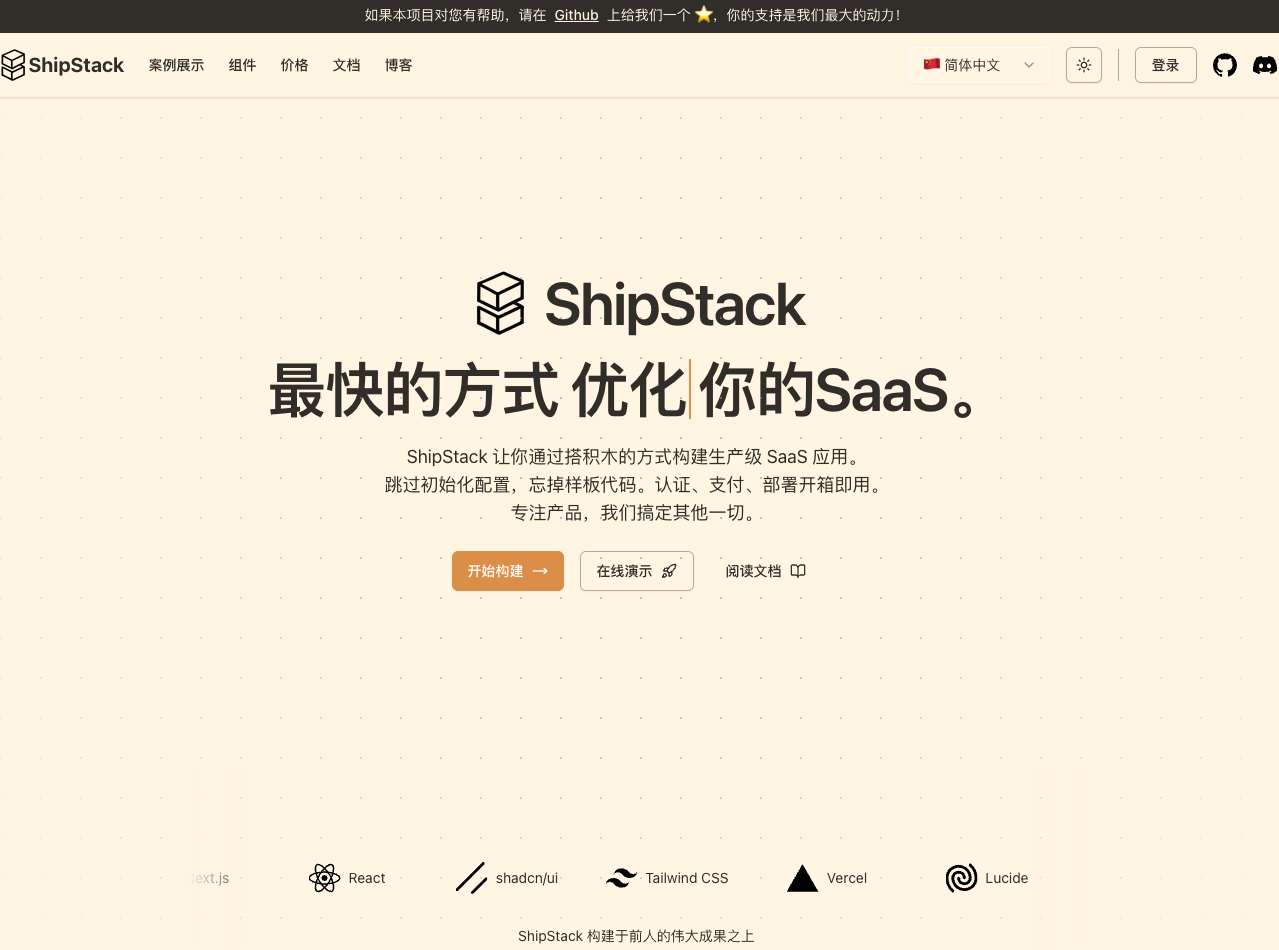 如果本项目对您有帮助，请在 Github 上给我们一个 ⭐，你的支持是我们最大的动力！
ShipStack 案例展示 组件 价格 文档 博客 🇨🇳 简体中文 登录
ShipStack
最快的方式 优化 你的SaaS。
ShipStack 让你通过搭积木的方式构建生产级 SaaS 应用。
跳过初始化配置，忘掉样板代码。认证、支付、部署开箱即用。
专注产品，我们搞定其他一切。
开始构建 → 在线演示 阅读文档
ext.js React shadcn/ui Tailwind CSS Vercel Lucide
ShipStack 构建于前人的伟大成果之上